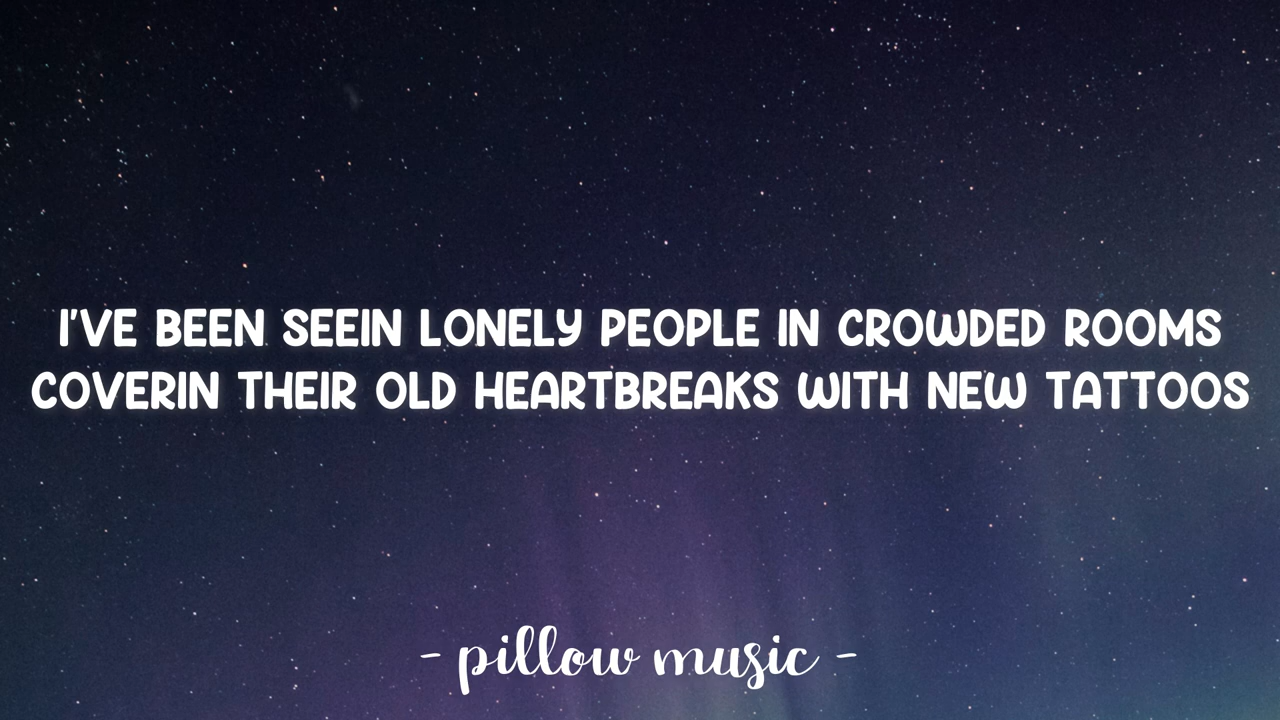 I'VE BEEN SEEIN LONELY PEOPLE IN CROWDED ROOMS
COVERIN THEIR OLD HEARTBREAKS WITH NEW TATTOOS
- pillow music -